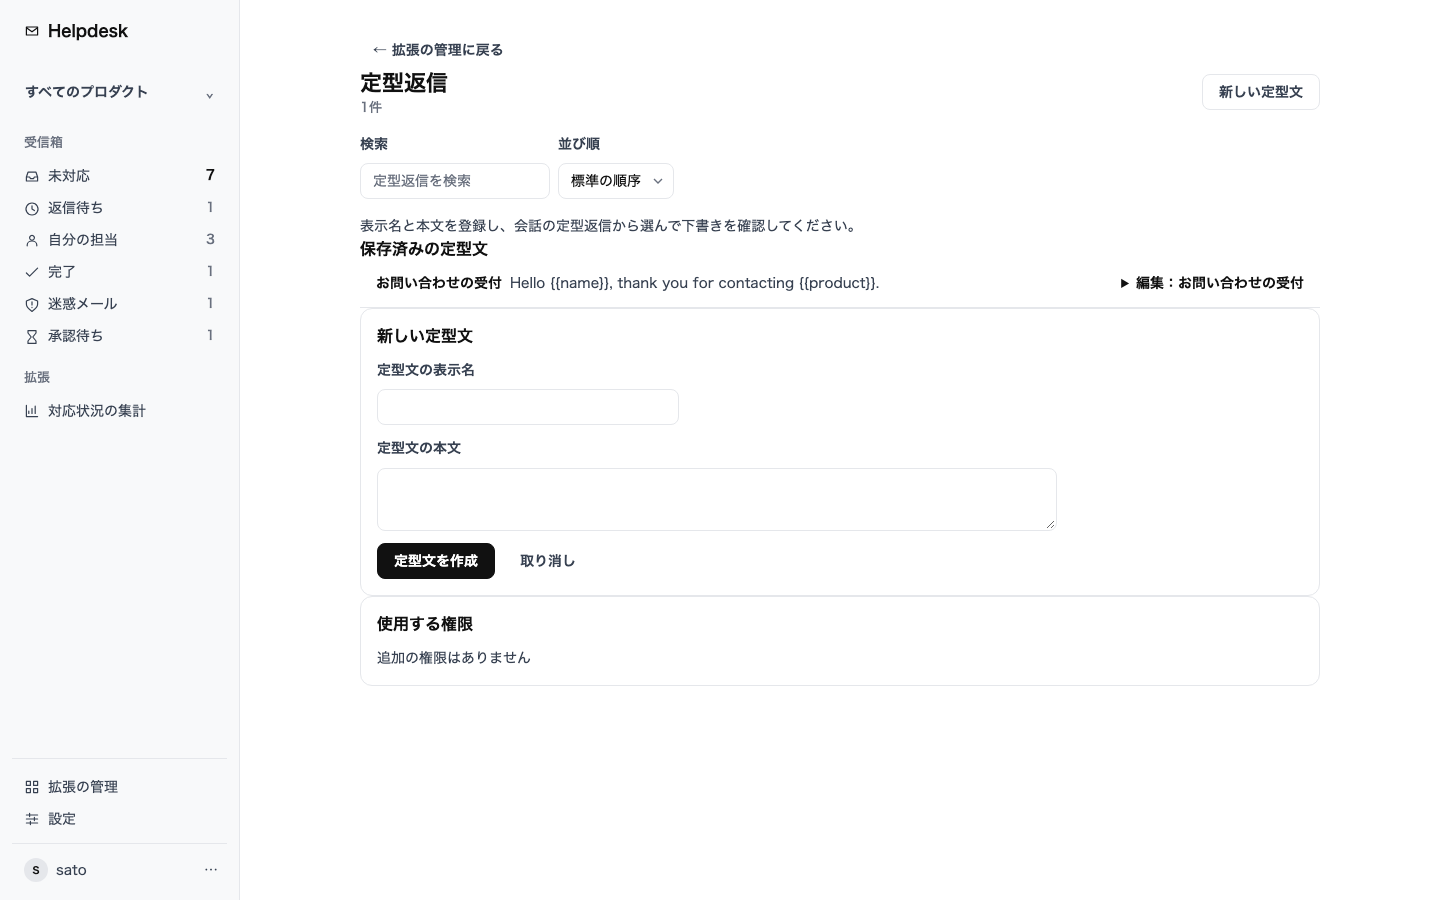 Helpdesk
すべてのプロダクト
受信箱
未対応 7
返信待ち 1
自分の担当 3
完了 1
迷惑メール 1
承認待ち 1
拡張
対応状況の集計
拡張の管理
設定
S sato ...
← 拡張の管理に戻る
定型返信
1件
新しい定型文
検索 並び順
定型返信を検索 標準の順序
表示名と本文を登録し、会話の定型返信から選んで下書きを確認してください。
保存済みの定型文
お問い合わせの受付 Hello {{name}}, thank you for contacting {{product}}. ▶ 編集：お問い合わせの受付
新しい定型文
定型文の表示名
定型文の本文
定型文を作成 取り消し
使用する権限
追加の権限はありません